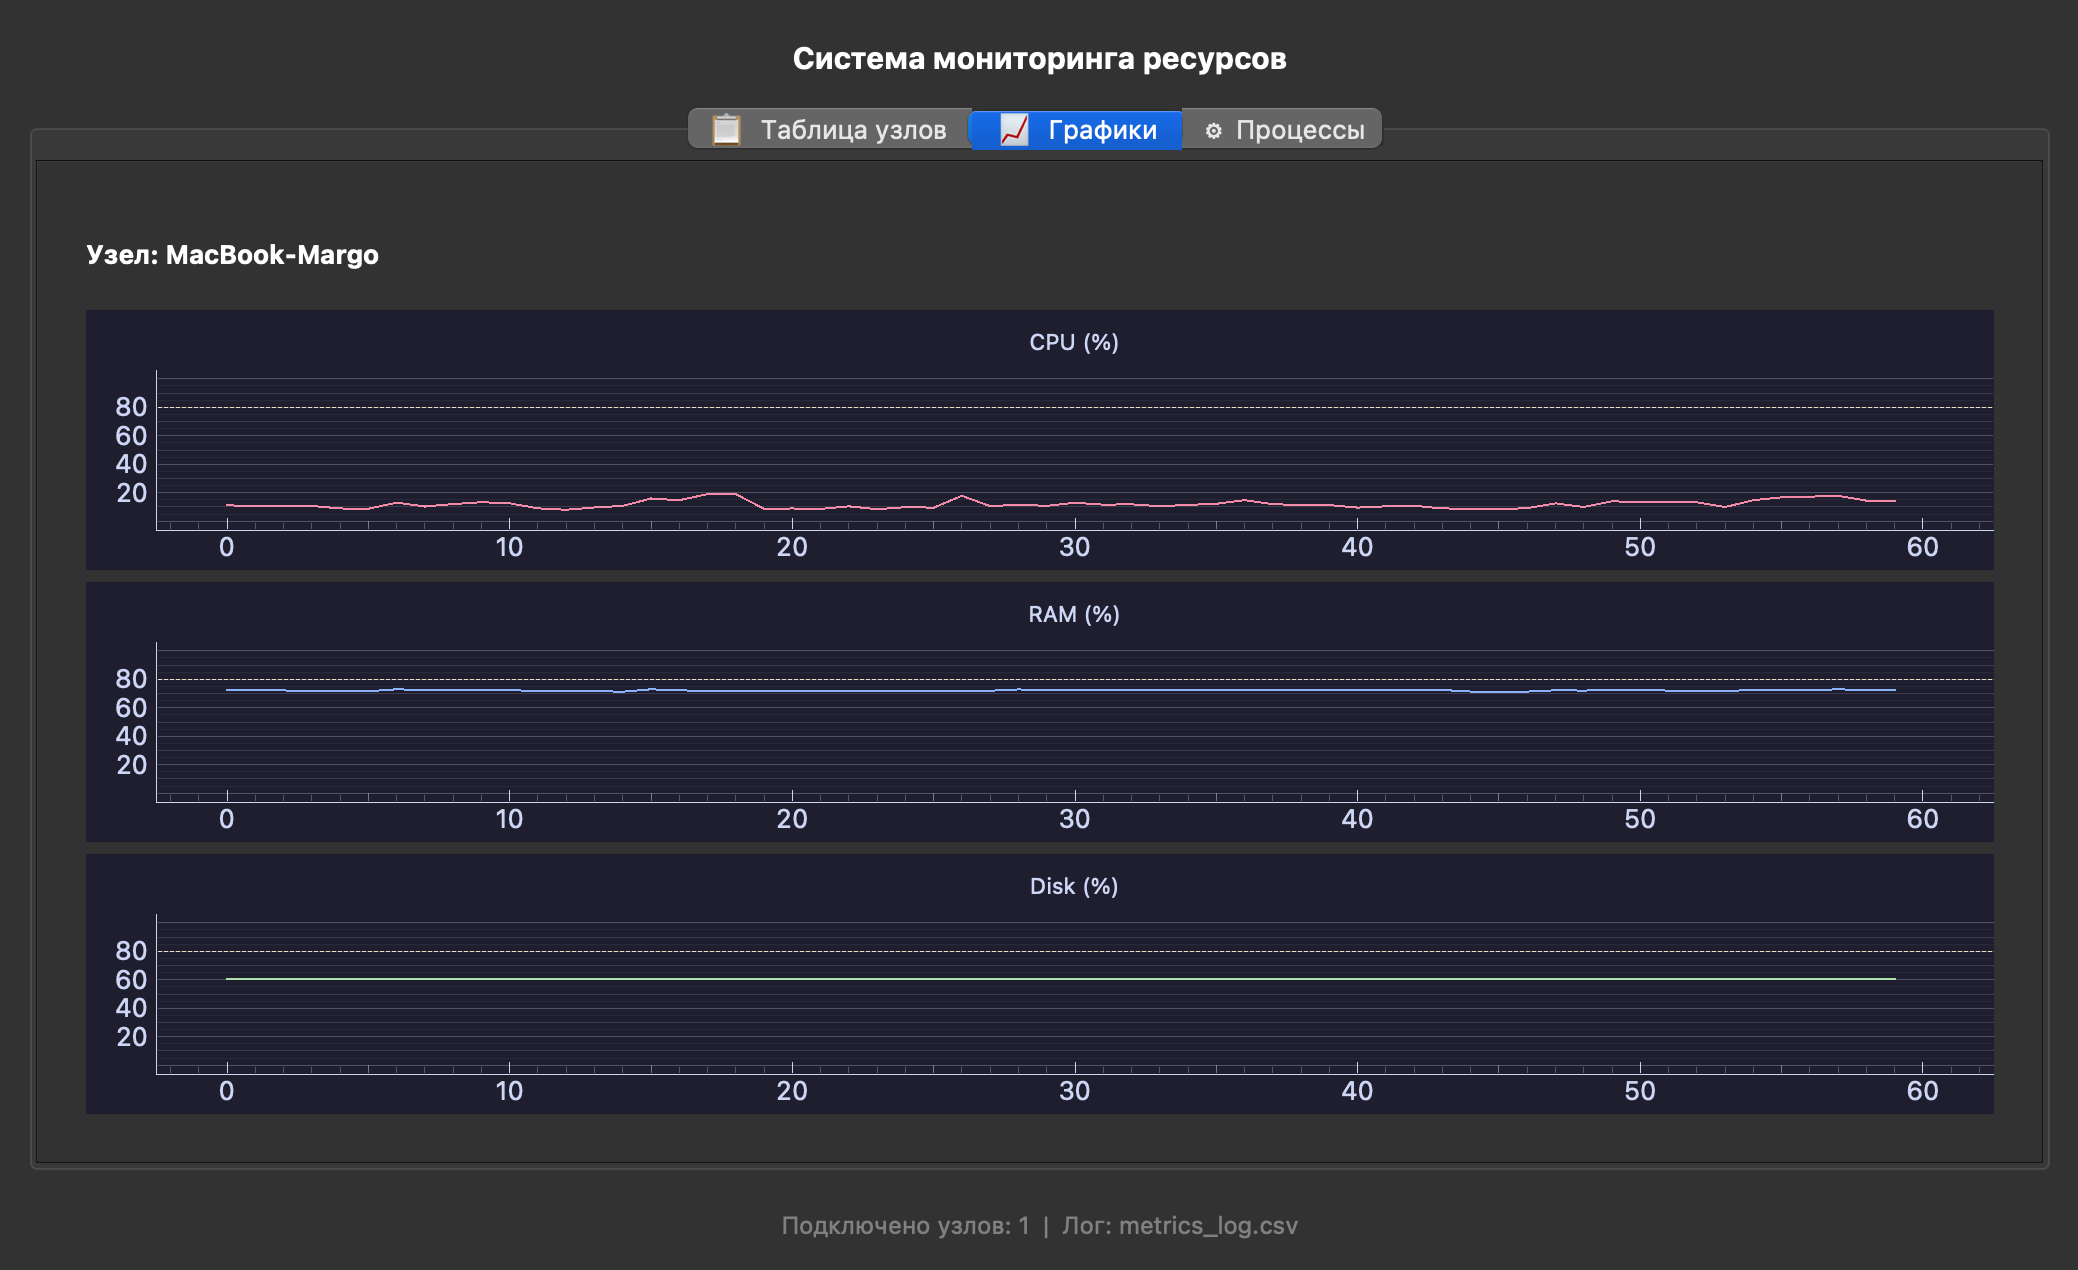 Система мониторинга ресурсов
📋 Таблица узлов 📈 Графики ⚙ Процессы
Узел: MacBook-Margo
CPU (%)
80
60
40
20
0 10 20 30 40 50 60
RAM (%)
80
60
40
20
0 10 20 30 40 50 60
Disk (%)
80
60
40
20
0 10 20 30 40 50 60
Подключено узлов: 1 | Лог: metrics_log.csv